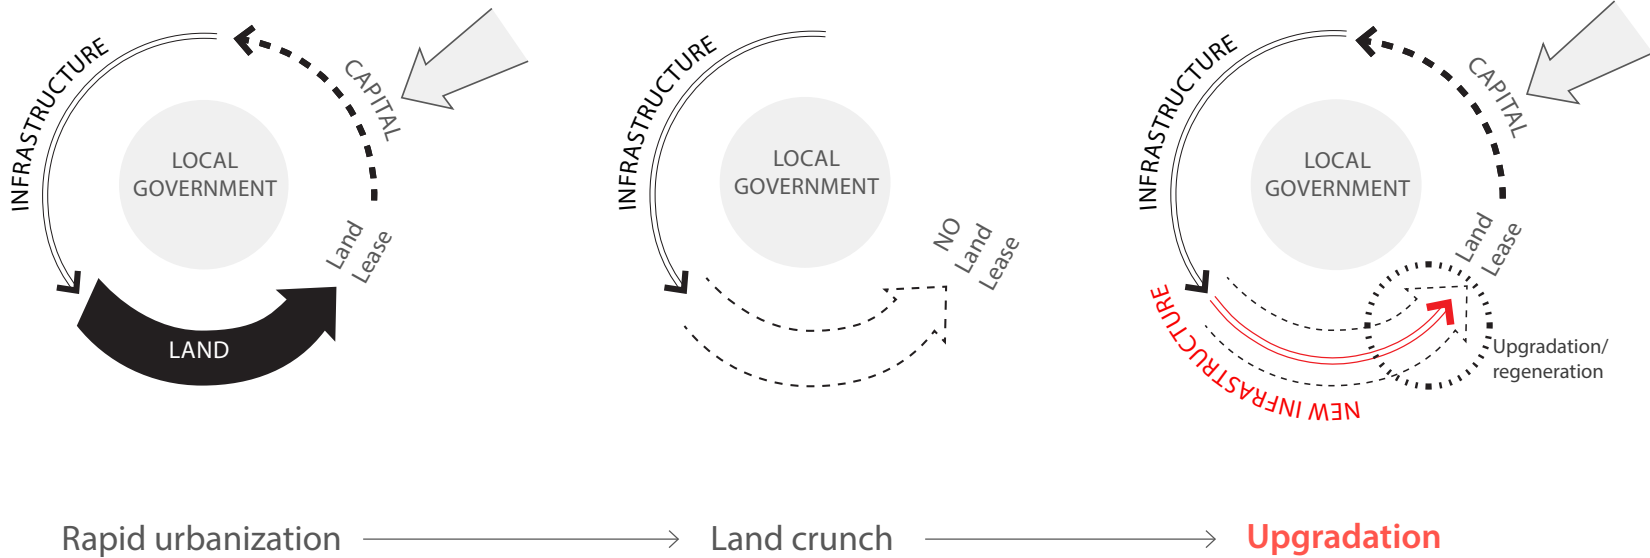 INFRASTRUCTURE
CAPITAL
LOCAL
GOVERNMENT
Land
Lease
LAND
INFRASTRUCTURE
LOCAL
GOVERNMENT
NO
Land
Lease
INFRASTRUCTURE
CAPITAL
LOCAL
GOVERNMENT
Land
Lease
NEW INFRASTRUCTURE
Upgradation/
regeneration
Rapid urbanization
Land crunch
Upgradation